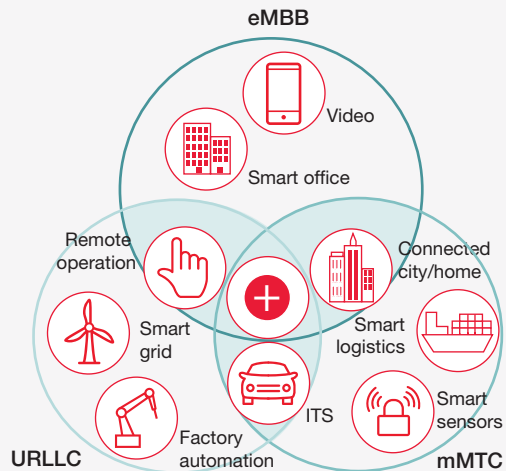 eMBB
Video
Smart office
Remote
operation
Connected
city/home
Smart
grid
Smart
logistics
ITS
Smart
sensors
Factory
automation
URLLC
mMTC